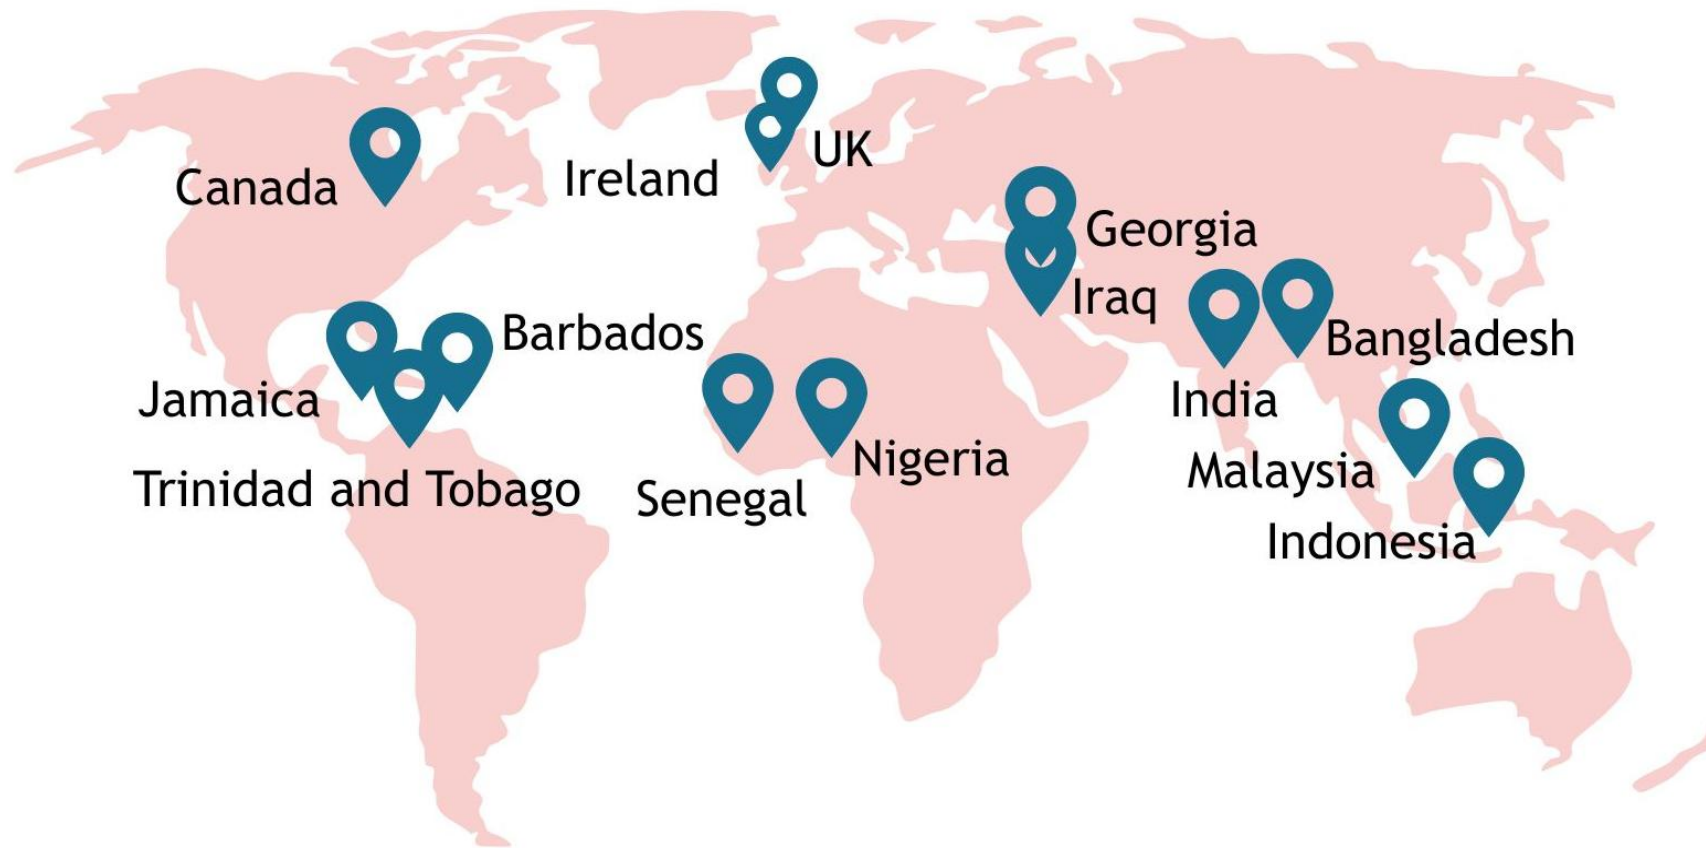 UK
Ireland
Canada
Georgia
Iraq
Barbados
Bangladesh
Jamaica
India
Nigeria
Malaysia
Trinidad and Tobago
Senegal
Indonesia